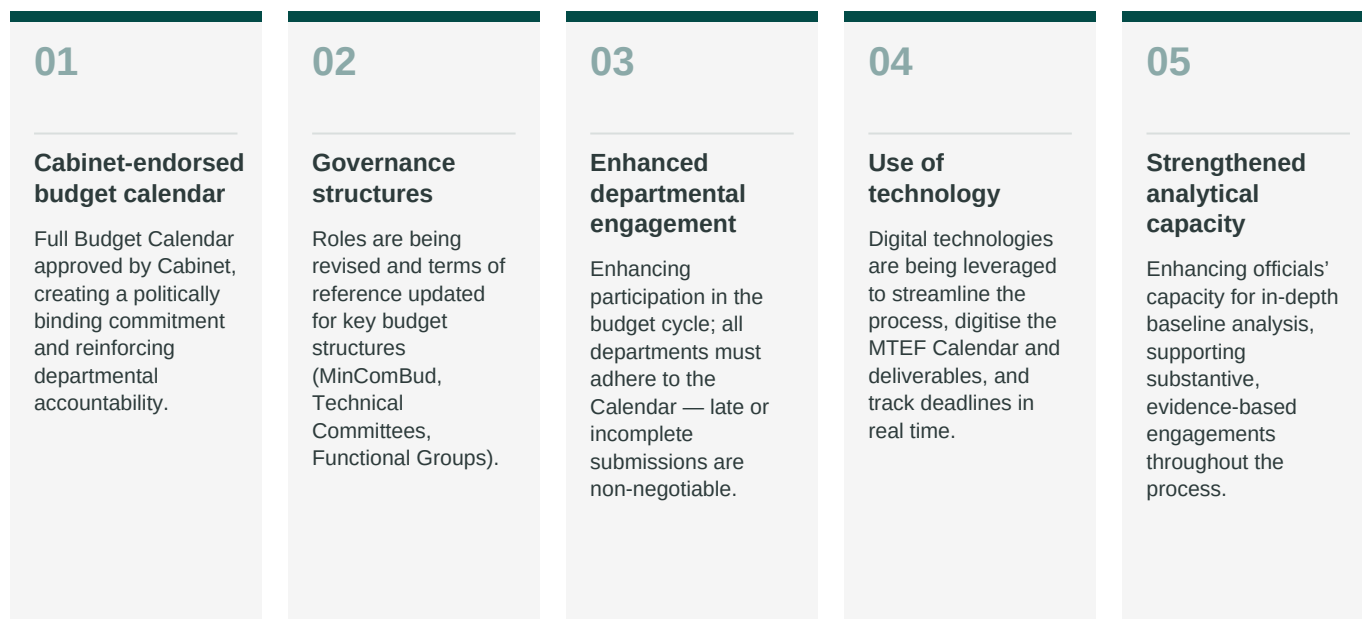 01
Cabinet-endorsed
budget calendar
Full Budget Calendar
approved by Cabinet,
creating a politically
binding commitment
and reinforcing
departmental
accountability.
02
Governance
structures
Roles are being
revised and terms of
reference updated
for key budget
structures
(MinComBud,
Technical
Committees,
Functional Groups).
03
Enhanced
departmental
engagement
Enhancing
participation in the
budget cycle; all
departments must
adhere to the
Calendar — late or
incomplete
submissions are
non-negotiable.
04
Use of
technology
Digital technologies
are being leveraged
to streamline the
process, digitise the
MTEF Calendar and
deliverables, and
track deadlines in
real time.
05
Strengthened
analytical
capacity
Enhancing officials’
capacity for in-depth
baseline analysis,
supporting
substantive,
evidence-based
engagements
throughout the
process.